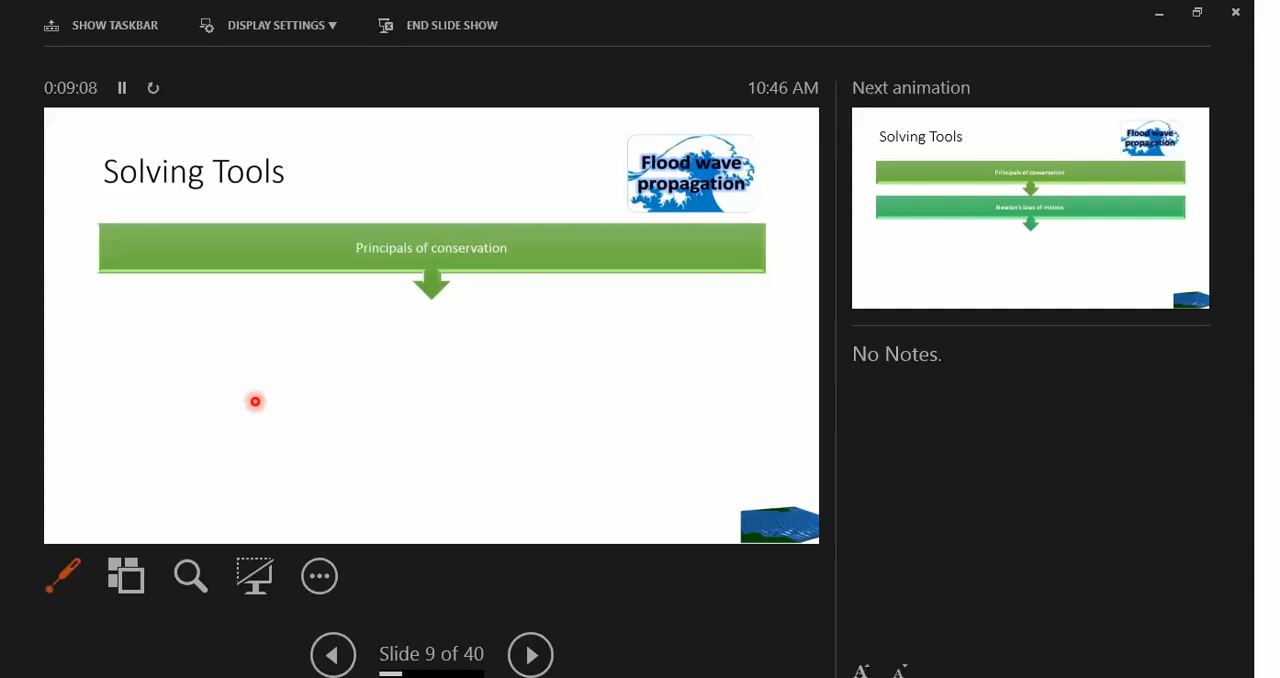 SHOW TASKBAR
DISPLAY SETTINGS
END SLIDE SHOW
0:09:08
10:46 AM
Next animation
Solving Tools
Flood wave
propagation
Principals of conservation
Solving Tools
Flood wave
propagation
Principals of conservation
Newton's laws of motion
No Notes.
Slide 9 of 40
A A